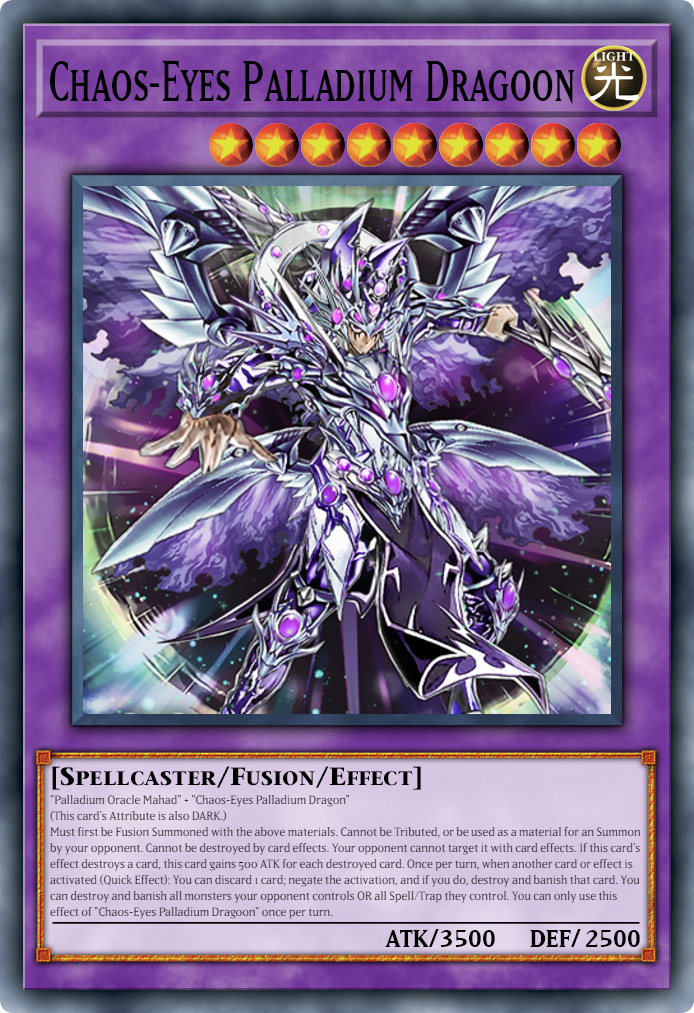 Chaos-Eyes Palladium Dragoon
LIGHT
光
[Spellcaster/Fusion/Effect]
"Palladium Oracle Mahad" + "Chaos-Eyes Palladium Dragon"
(This card's Attribute is also DARK.)
Must first be Fusion Summoned with the above materials. Cannot be Tributed, or be used as a material for an Summon
by your opponent. Cannot be destroyed by card effects. Your opponent cannot target it with card effects. If this card's
effect destroys a card, this card gains 500 ATK for each destroyed card. Once per turn, when another card or effect is
activated (Quick Effect): You can discard 1 card; negate the activation, and if you do, destroy and banish that card. You
can destroy and banish all monsters your opponent controls OR all Spell/Trap they control. You can only use this
effect of "Chaos-Eyes Palladium Dragoon" once per turn.
ATK/3500 DEF/ 2500